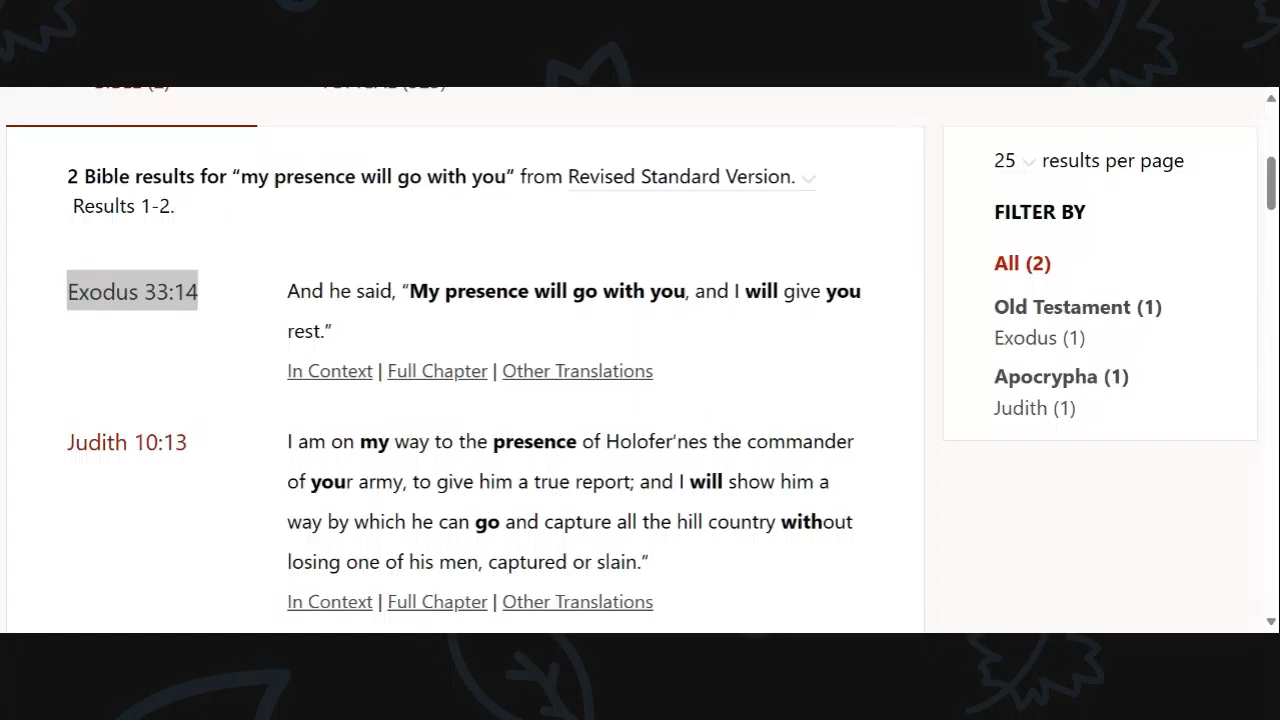 2 Bible results for “my presence will go with you” from Revised Standard Version.
Results 1-2.
Exodus 33:14
And he said, “My presence will go with you, and I will give you
rest.”
In Context | Full Chapter | Other Translations
Judith 10:13
I am on my way to the presence of Holofer′nes the commander
of your army, to give him a true report; and I will show him a
way by which he can go and capture all the hill country without
losing one of his men, captured or slain.”
In Context | Full Chapter | Other Translations
25 results per page
FILTER BY
All (2)
Old Testament (1)
Exodus (1)
Apocrypha (1)
Judith (1)